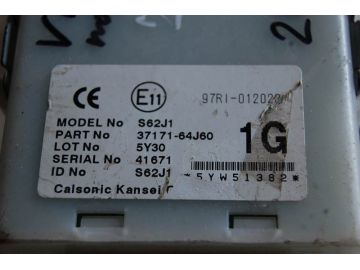 CE E11 97RI-012020
MODEL No S62J1
PART No 37171-64J60
LOT No 5Y30
SERIAL No 41671
ID No S62J1
1G
*5YW51382*
Calsonic Kansei